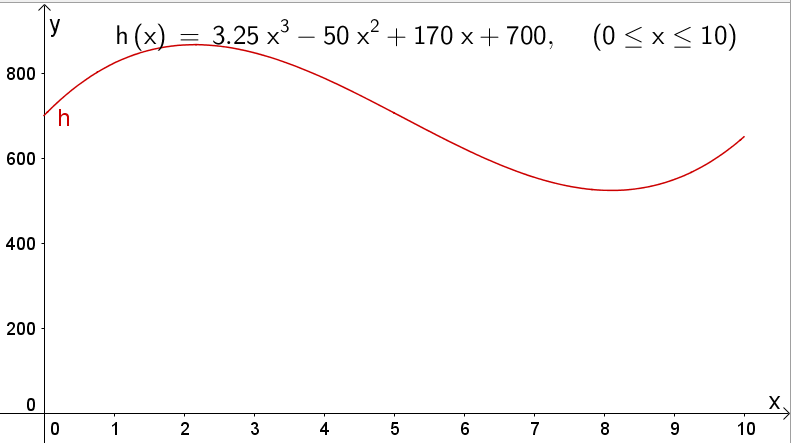 y
h (x) = 3.25 x³ − 50 x² + 170 x + 700, (0 ≤ x ≤ 10)
800
h
600
400
200
0
x
0 1 2 3 4 5 6 7 8 9 10